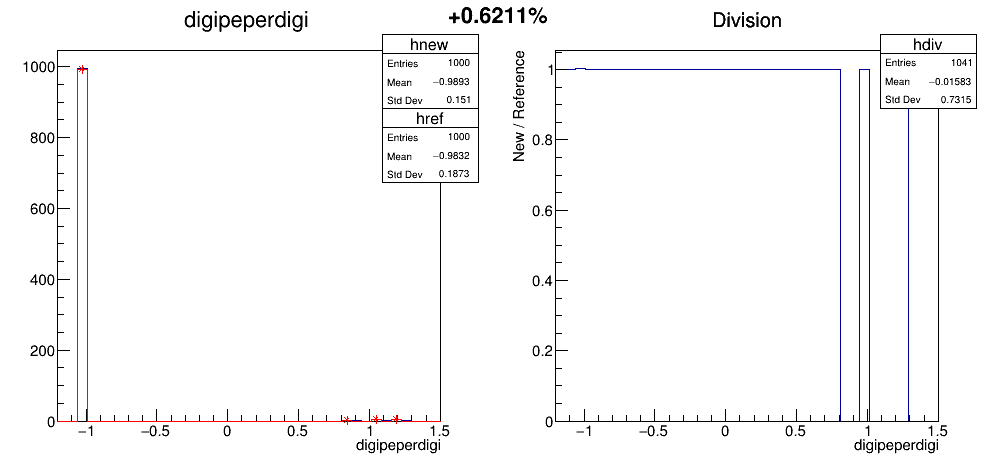 +0.6211%
digipeperdigi
hnew
Entries 1000
Mean −0.9893
Std Dev 0.151
href
Entries 1000
Mean −0.9832
Std Dev 0.1873
1000
800
600
400
200
0
−1 −0.5 0 0.5 1 1.5
digipeperdigi
Division
hdiv
Entries 1041
Mean −0.01583
Std Dev 0.7315
New / Reference
1
0.8
0.6
0.4
0.2
0
−1 −0.5 0 0.5 1 1.5
digipeperdigi